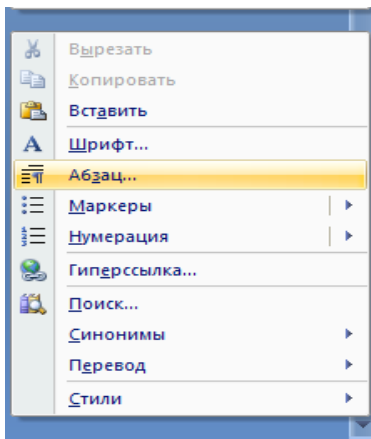 Вырезать
Копировать
Вставить
Шрифт...
Абзац...
Маркеры
Нумерация
Гиперссылка...
Поиск...
Синонимы
Перевод
Стили